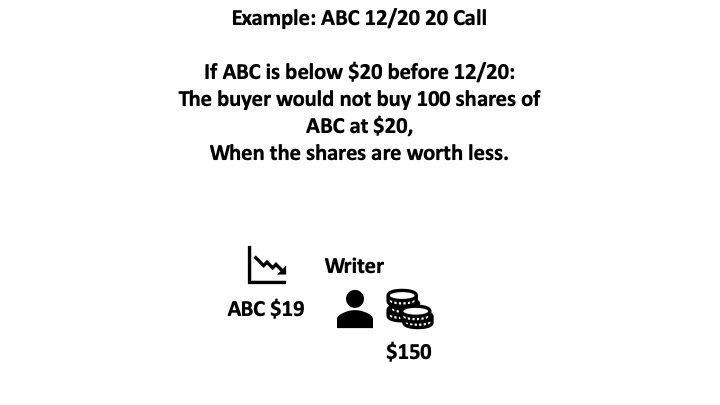 Example: ABC 12/20 20 Call
If ABC is below $20 before 12/20:
The buyer would not buy 100 shares of
ABC at $20,
When the shares are worth less.
Writer
ABC $19
$150